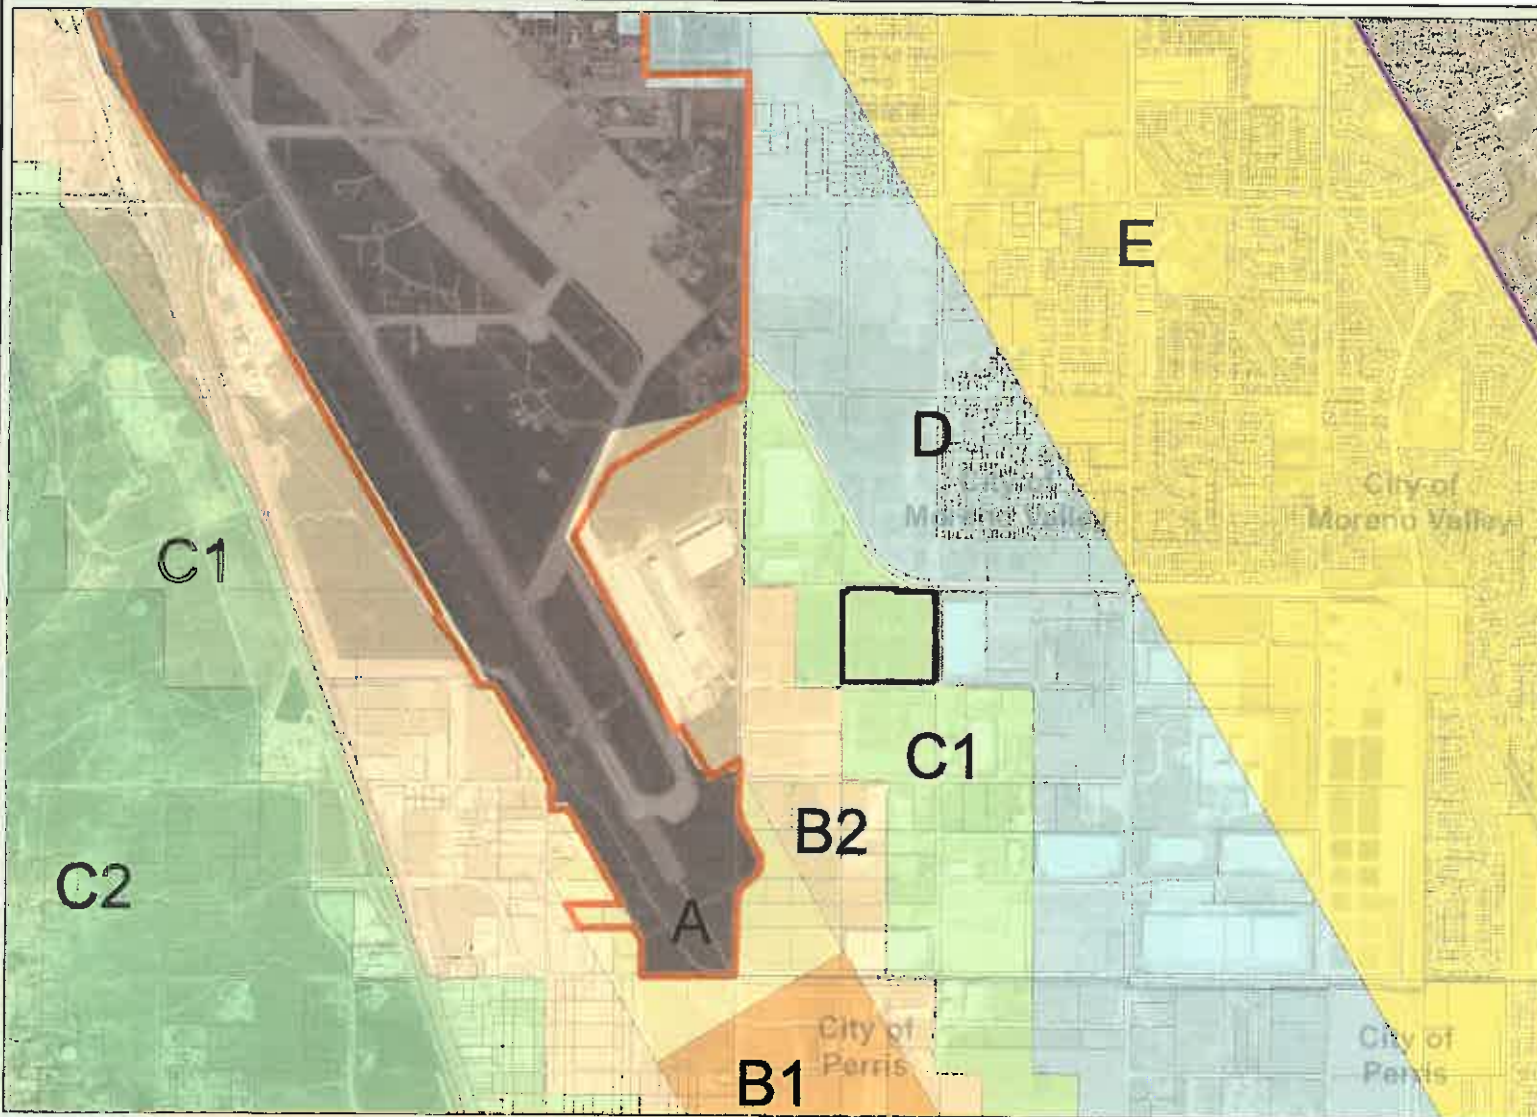 E
D
City of
Moreno Valley
City of
Moreno Valley
C1
C1
B2
C2
A
City of
Perris
City of
Perris
B1